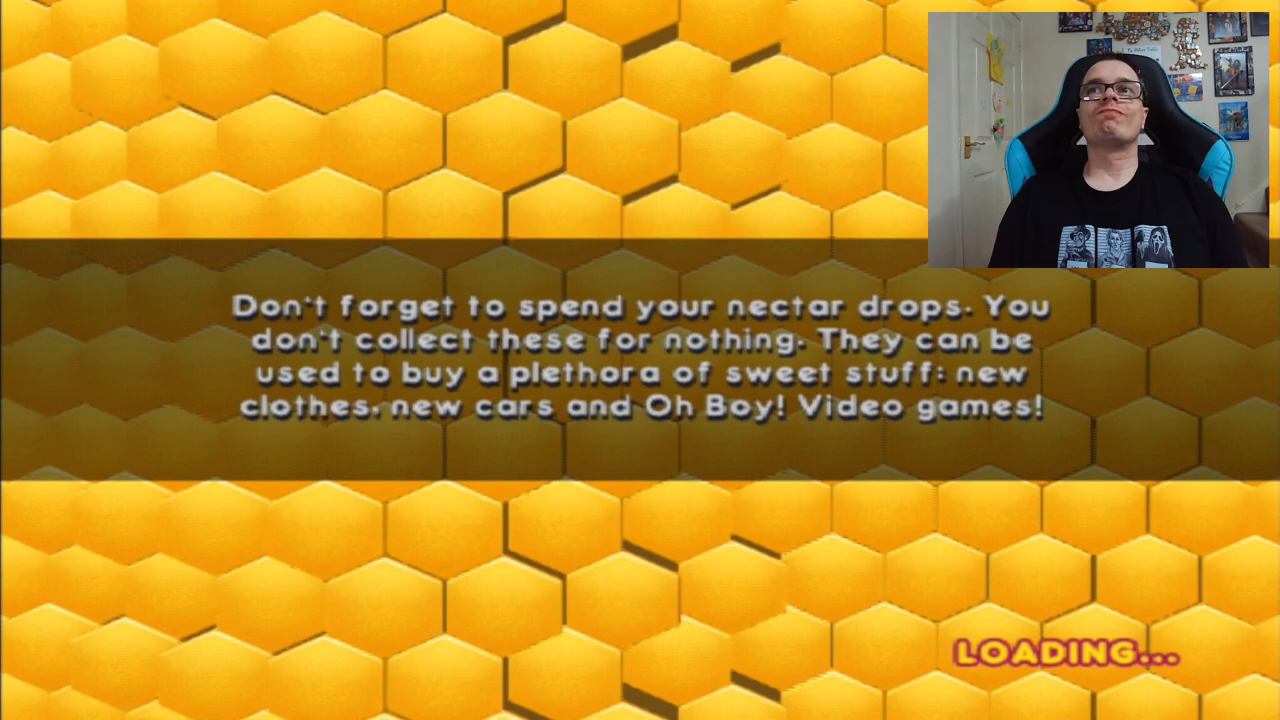 Don't forget to spend your nectar drops. You
don't collect these for nothing. They can be
used to buy a plethora of sweet stuff: new
clothes, new cars and Oh Boy! Video games!
LOADING...